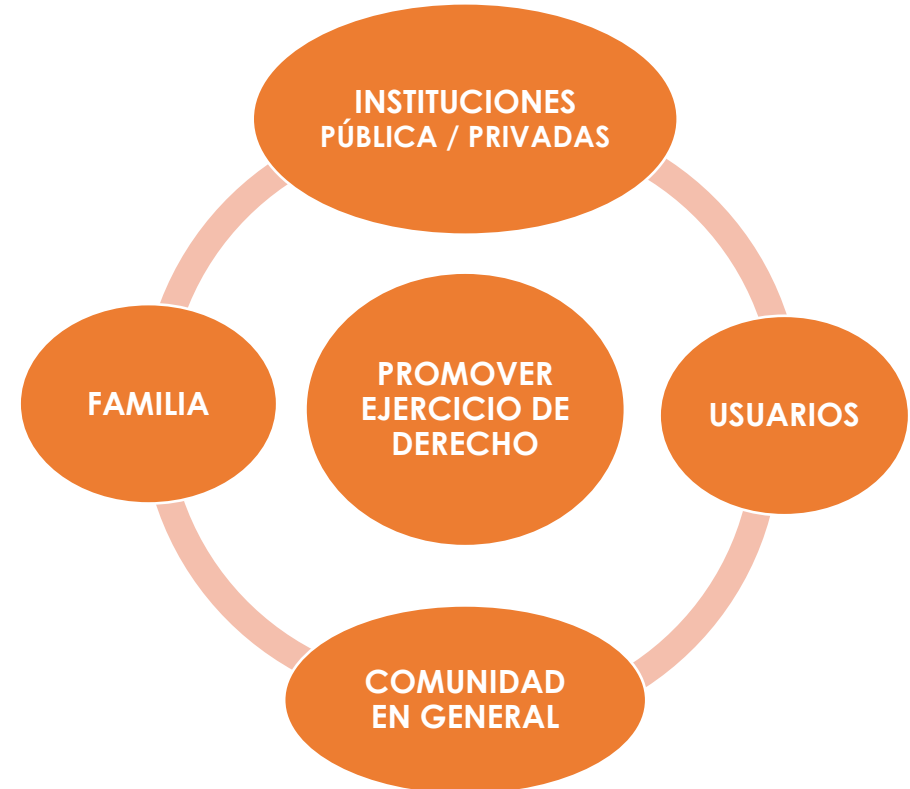 INSTITUCIONES
PÚBLICA / PRIVADAS
FAMILIA
PROMOVER
EJERCICIO DE
DERECHO
USUARIOS
COMUNIDAD
EN GENERAL